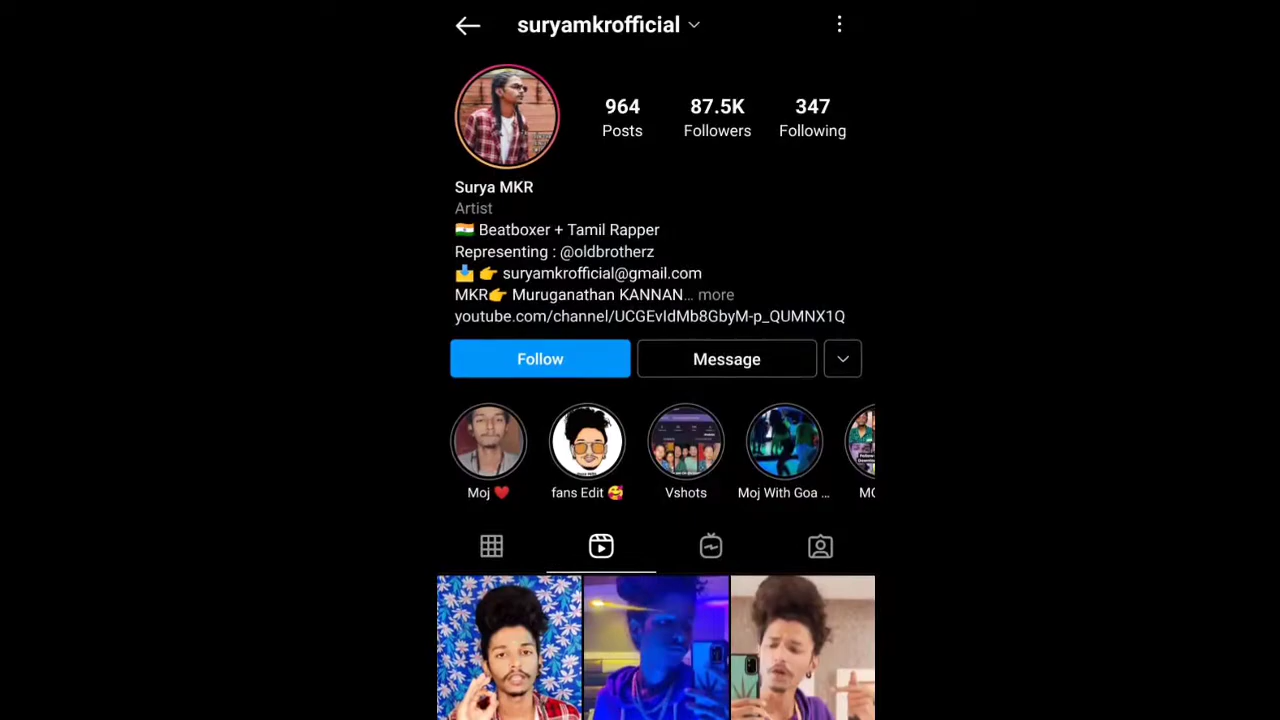 suryamkrofficial
964
87.5K
347
Posts
Followers
Following
Surya MKR
Artist
🇮🇳 Beatboxer + Tamil Rapper
Representing : @oldbrotherz
📩 👉 suryamkrofficial@gmail.com
MKR👉 Muruganathan KANNAN... more
youtube.com/channel/UCGEvIdMb8GbyM-p_QUMNX1Q
Follow
Message
Moj ❤️
fans Edit 🥰
Vshots
Moj With Goa ...